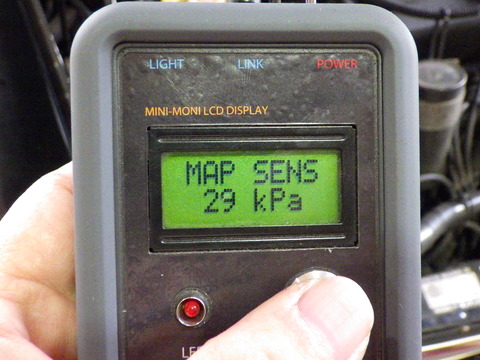 LIGHT LINK POWER
MINI-MONI LCD DISPLAY
MAP SENS
29 kPa